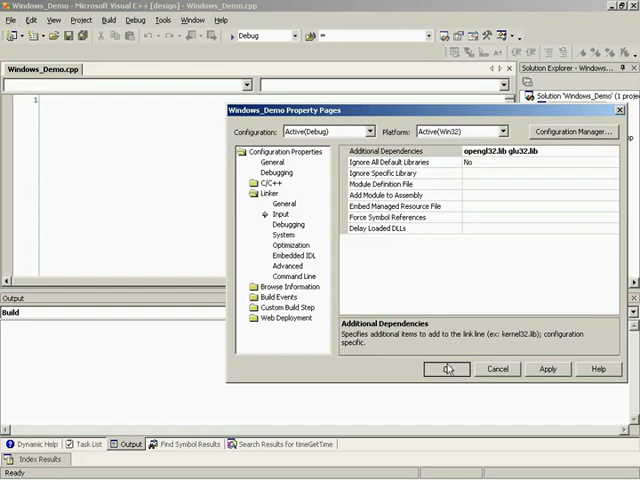 Windows_Demo - Microsoft Visual C++ [design] - Windows_Demo.cpp
File Edit View Project Build Debug Tools Window Help
Debug
Windows_Demo.cpp
Solution Explorer - Windows_D...
1
Solution 'Windows_Demo' (1 project
Windows_Demo
Windows_Demo Property Pages
Configuration: Active(Debug) Platform: Active(Win32) Configuration Manager...
Configuration Properties
General
Debugging
C/C++
Linker
General
Input
Debugging
System
Optimization
Embedded IDL
Advanced
Command Line
Browse Information
Build Events
Custom Build Step
Web Deployment
Additional Dependencies opengl32.lib glu32.lib
Ignore All Default Libraries No
Ignore Specific Library
Module Definition File
Add Module to Assembly
Embed Managed Resource File
Force Symbol References
Delay Loaded DLLs
Additional Dependencies
Specifies additional items to add to the link line (ex: kernel32.lib); configuration
specific.
Cancel Apply Help
Output
Build
Dynamic Help Task List Output Find Symbol Results Search Results for timeGetTime
Index Results
Ready